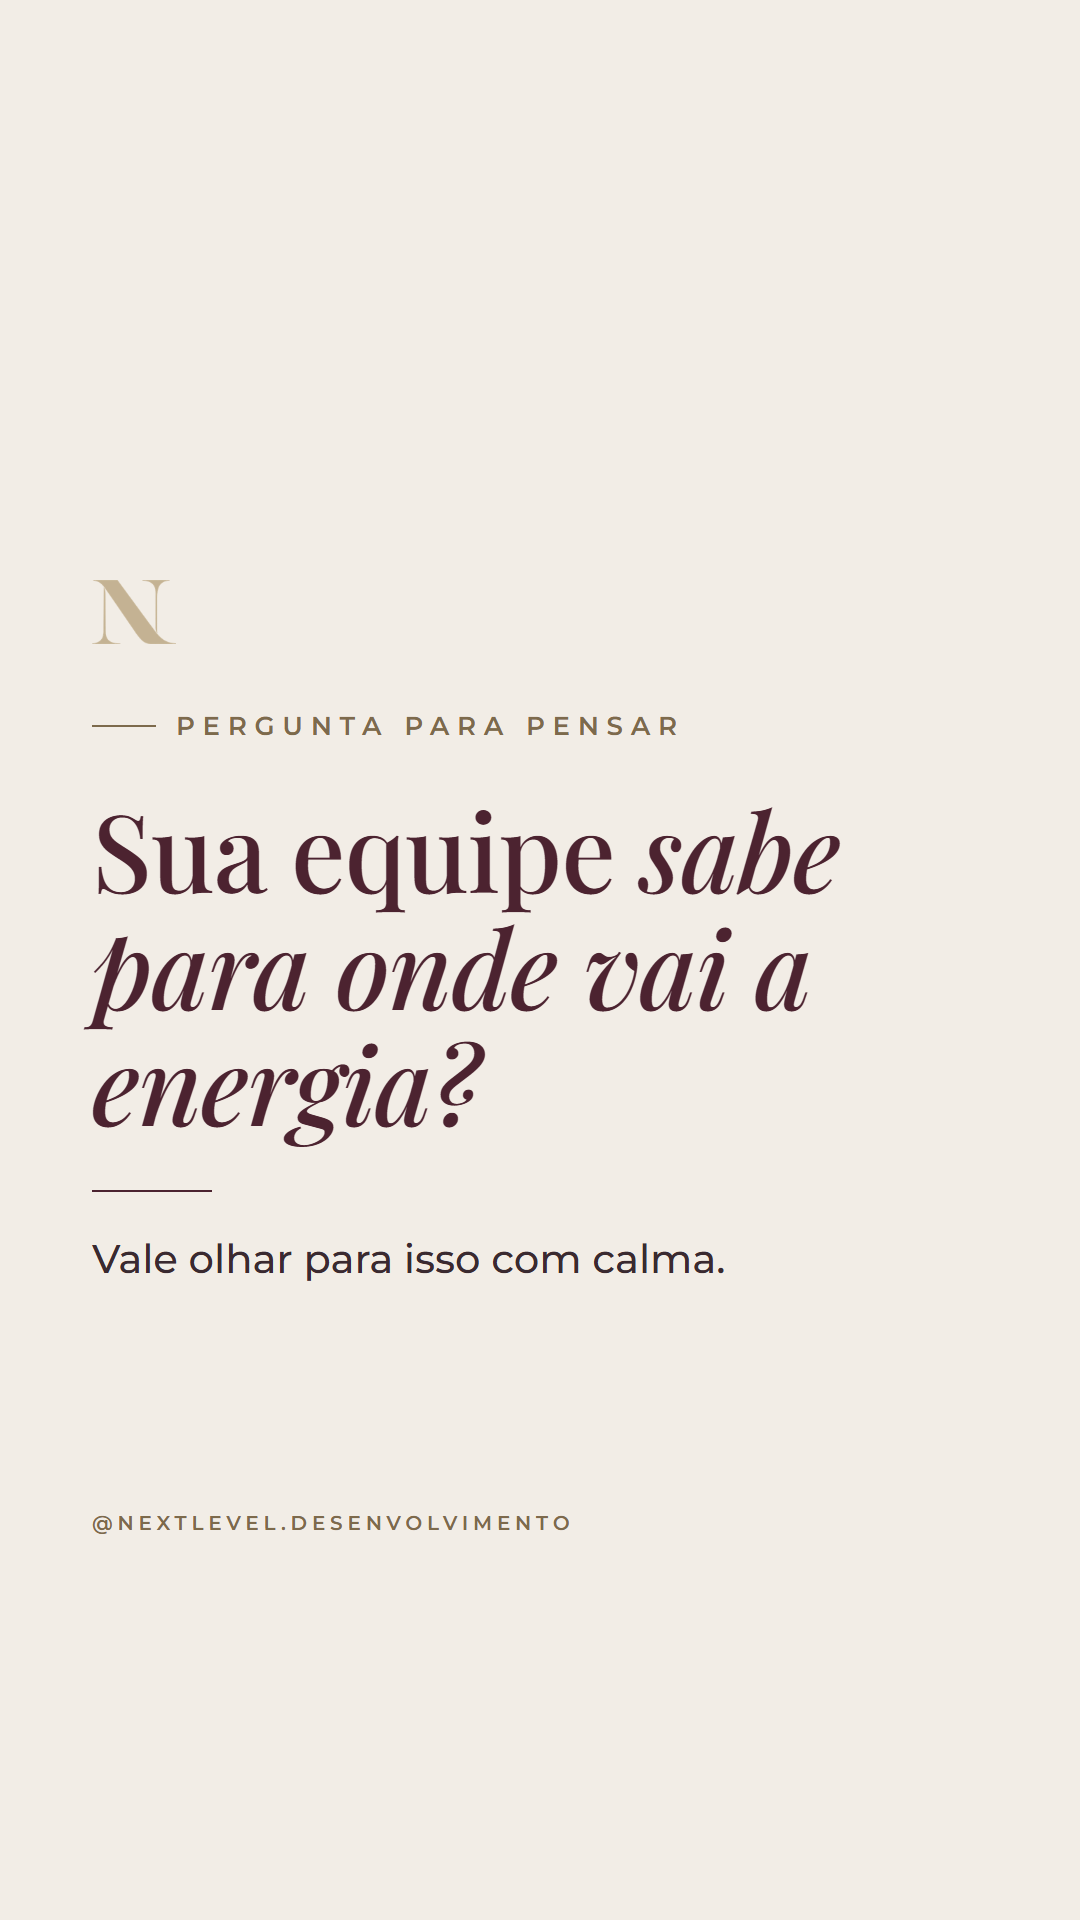 N
PERGUNTA PARA PENSAR
Sua equipe sabe
para onde vai a
energia?
Vale olhar para isso com calma.
@NEXTLEVEL.DESENVOLVIMENTO